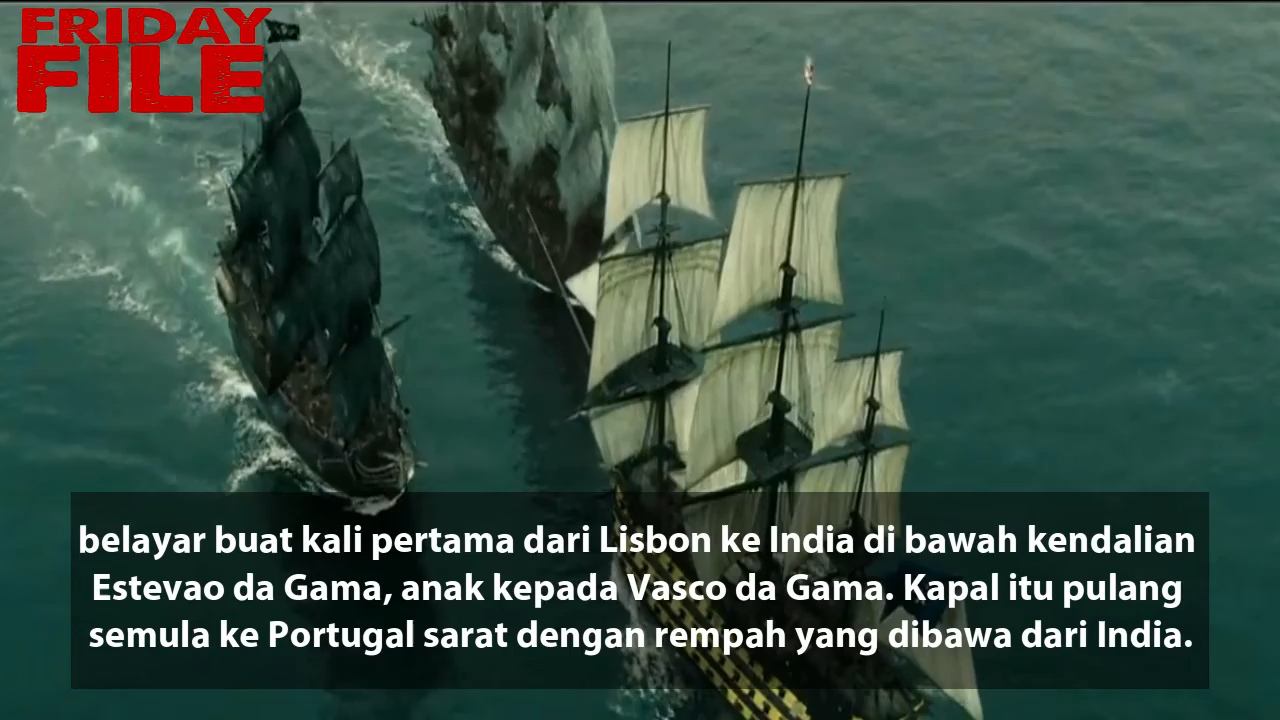 FRIDAY
FILE
belayar buat kali pertama dari Lisbon ke India di bawah kendalian
Estevao da Gama, anak kepada Vasco da Gama. Kapal itu pulang
semula ke Portugal sarat dengan rempah yang dibawa dari India.